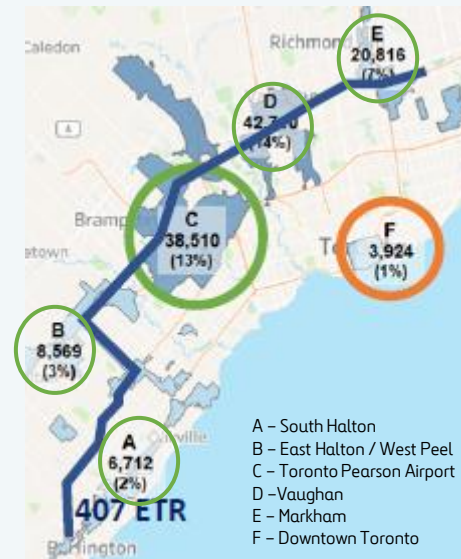 Caledon
Richmond
E
20,816
(7%)
A
D
(14%)
C
38,510
(13%)
F
3,924
(1%)
B
8,569
(3%)
A
6,712
(2%)
407 ETR
A – South Halton
B – East Halton / West Peel
C – Toronto Pearson Airport
D –Vaughan
E – Markham
F – Downtown Toronto